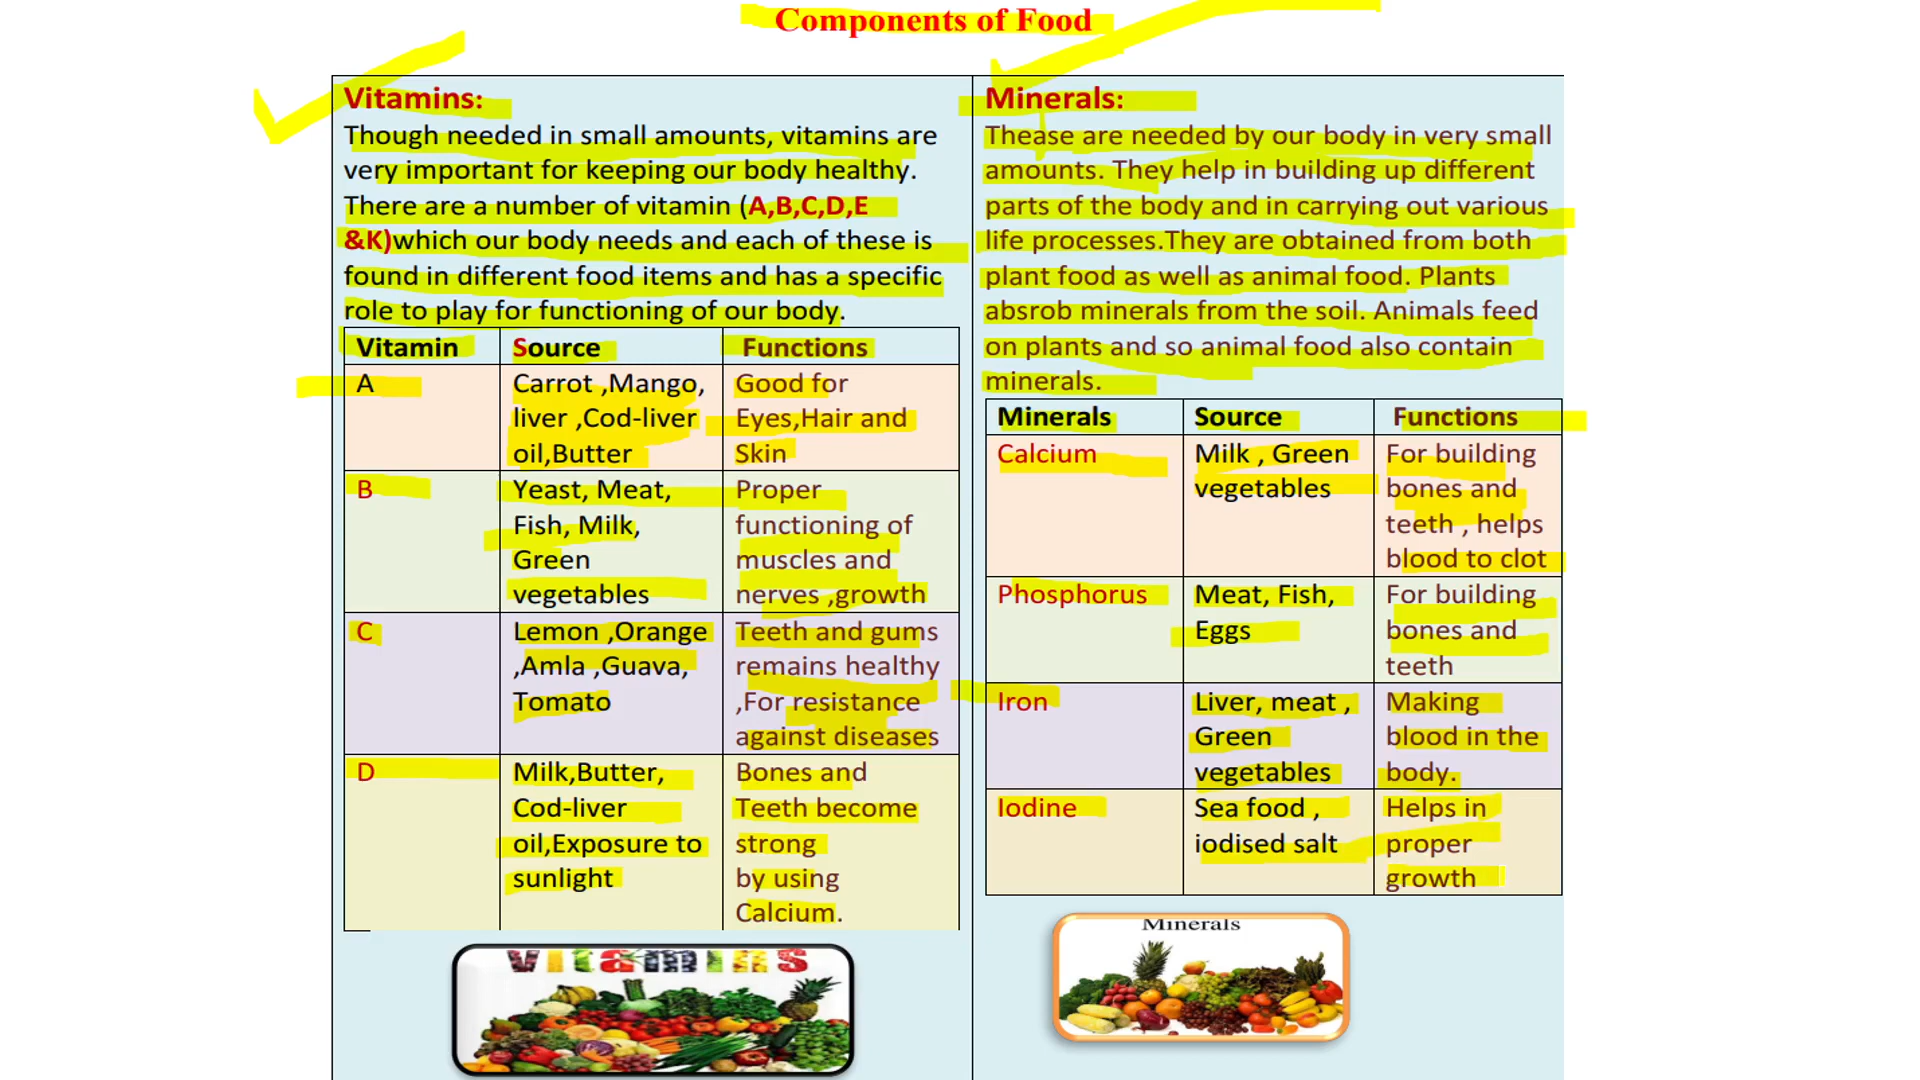 Components of Food
Vitamins:
Though needed in small amounts, vitamins are
very important for keeping our body healthy.
There are a number of vitamin (A,B,C,D,E
&K)which our body needs and each of these is
found in different food items and has a specific
role to play for functioning of our body.
Vitamin Source Functions
A Carrot ,Mango, Good for
liver ,Cod-liver Eyes,Hair and
oil,Butter Skin
B Yeast, Meat, Proper
Fish, Milk, functioning of
Green muscles and
vegetables nerves ,growth
C Lemon ,Orange Teeth and gums
,Amla ,Guava, remains healthy
Tomato ,For resistance
against diseases
D Milk,Butter, Bones and
Cod-liver Teeth become
oil,Exposure to strong
sunlight by using
Calcium.
vitamins
Minerals:
Thease are needed by our body in very small
amounts. They help in building up different
parts of the body and in carrying out various
life processes.They are obtained from both
plant food as well as animal food. Plants
absrob minerals from the soil. Animals feed
on plants and so animal food also contain
minerals.
Minerals Source Functions
Calcium Milk , Green For building
vegetables bones and
teeth , helps
blood to clot
Phosphorus Meat, Fish, For building
Eggs bones and
teeth
Iron Liver, meat , Making
Green blood in the
vegetables body.
Iodine Sea food , Helps in
iodised salt proper
growth
Minerals